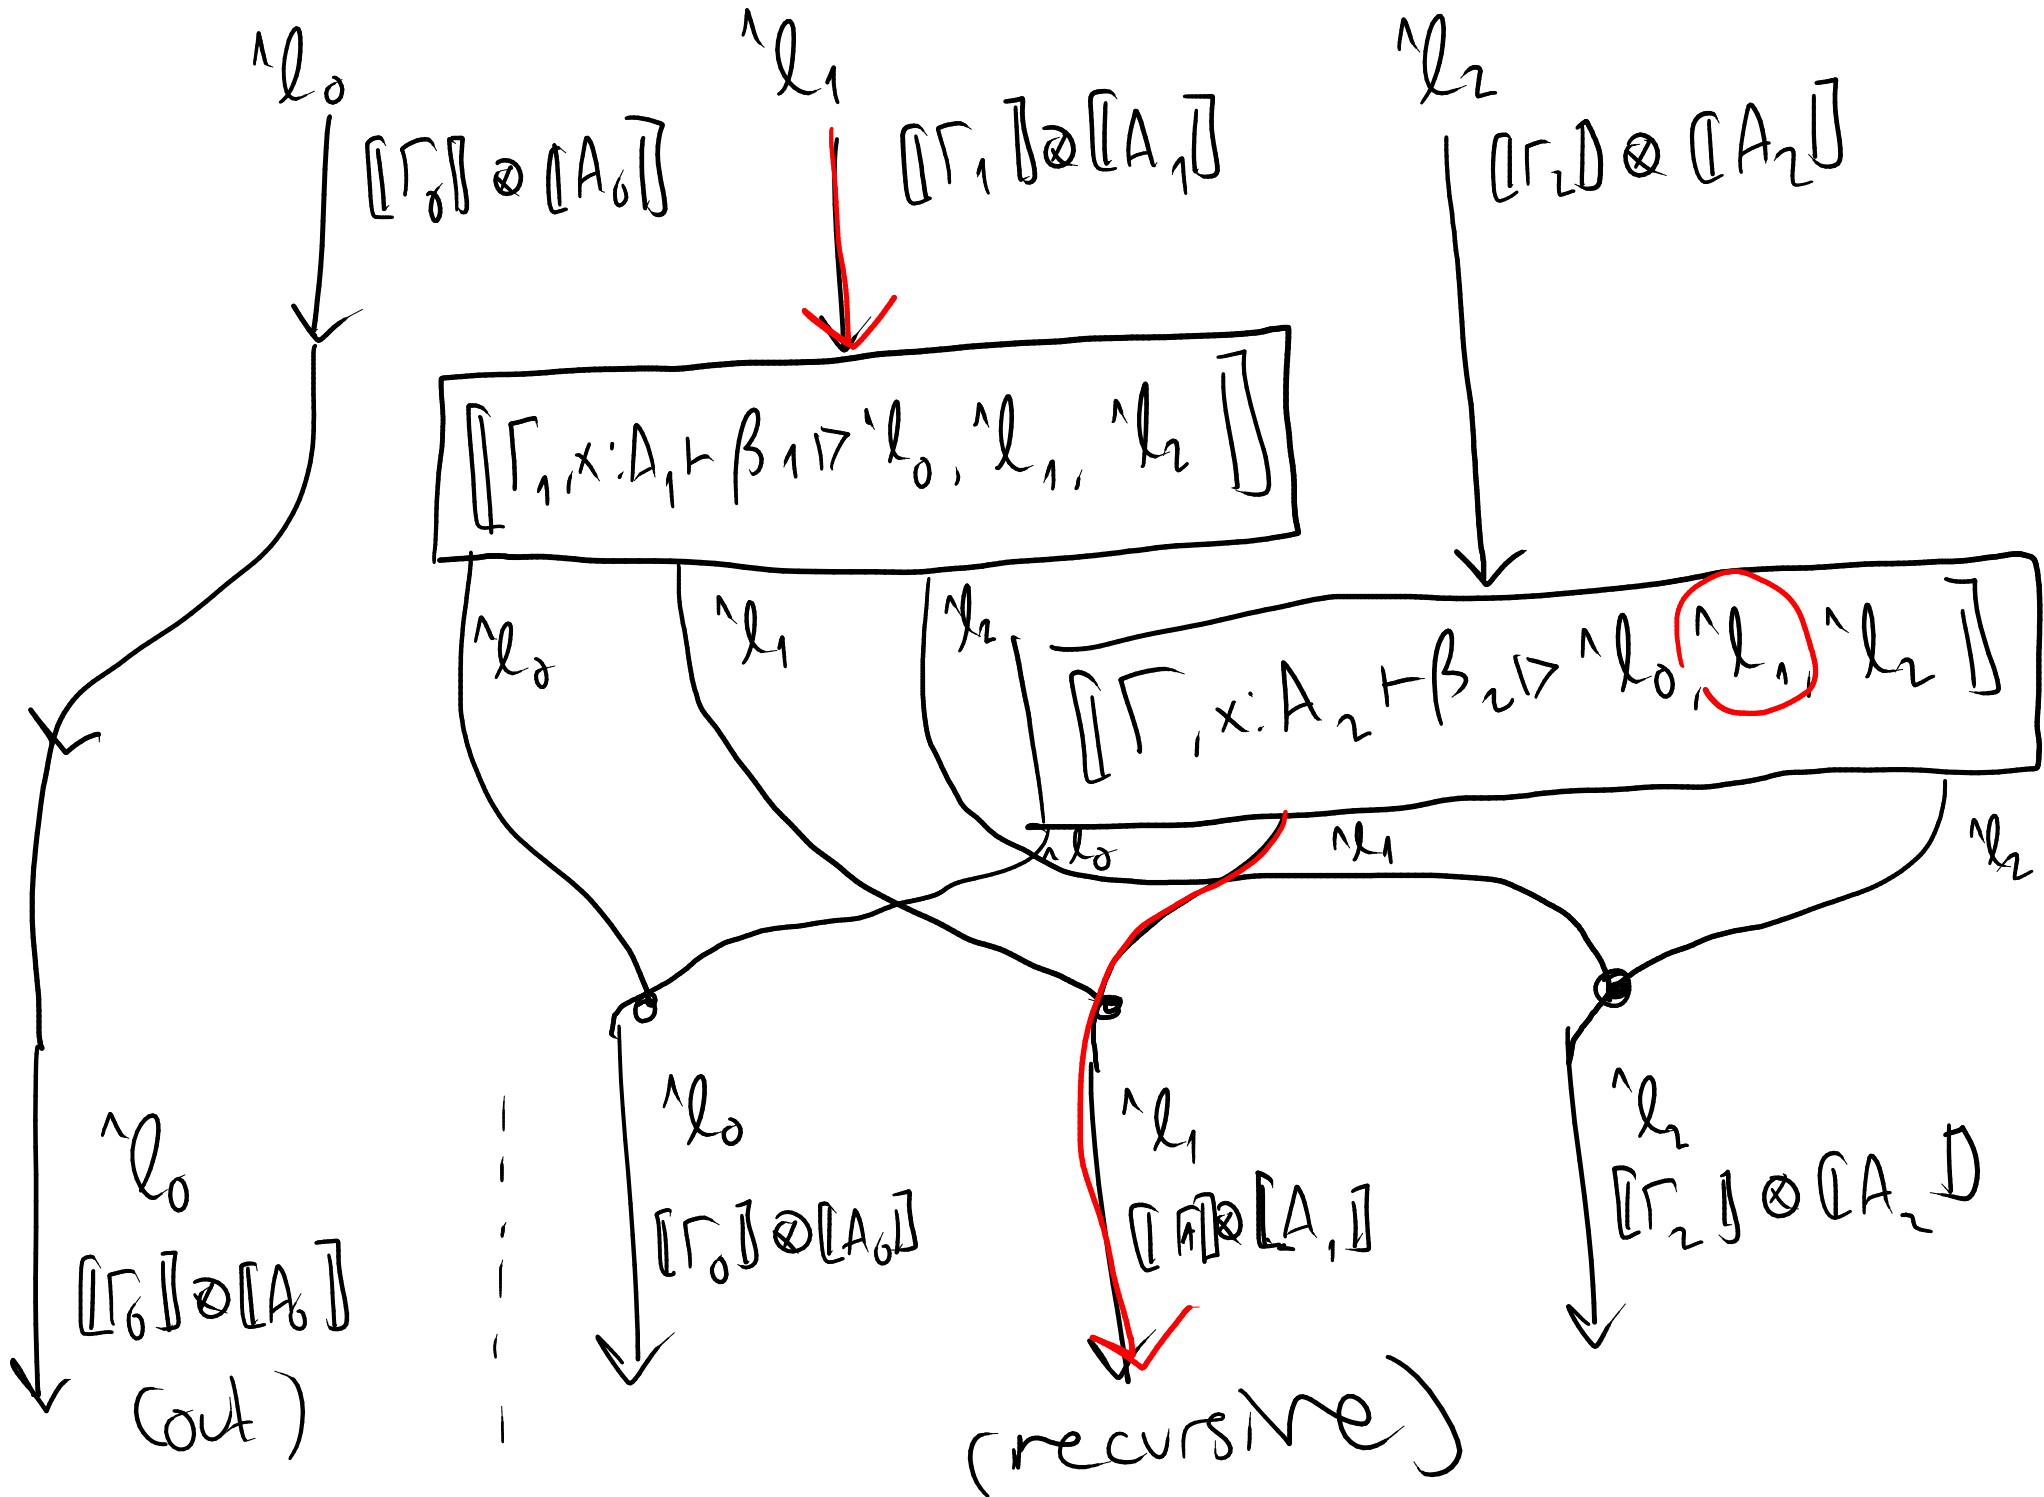 ^ℓ₀
^ℓ₁
^ℓ₂
⟦Γ₀⟧ ⊗ ⟦A₀⟧
⟦Γ₁⟧ ⊗ ⟦A₁⟧
⟦Γ₂⟧ ⊗ ⟦A₂⟧
⟦Γ₁, x:A₁ ⊢ β₁ ▷ ^ℓ₀, ^ℓ₁, ^ℓ₂⟧
^ℓ₀
^ℓ₁
^ℓ₂
⟦Γ, x:A₂ ⊢ β₂ ▷ ^ℓ₀, ^ℓ₁, ^ℓ₂⟧
^ℓ₀
^ℓ₁
^ℓ₂
^ℓ₀
⟦Γ₀⟧ ⊗ ⟦A₀⟧
(out)
^ℓ₀
⟦Γ₀⟧ ⊗ ⟦A₀⟧
^ℓ₁
⟦Γ₁⟧ ⊗ ⟦A₁⟧
^ℓ₂
⟦Γ₂⟧ ⊗ ⟦A₂⟧
(recursive)